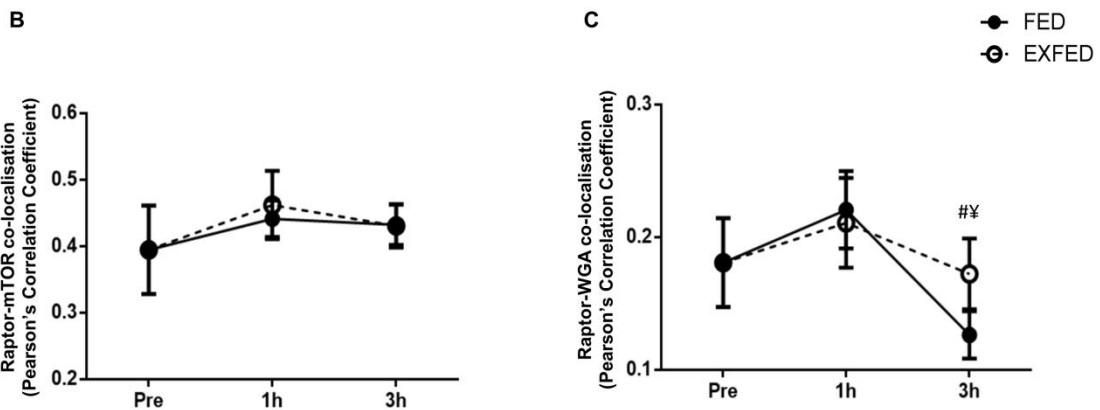 B
C
FED
EXFED
Raptor-mTOR co-localisation
(Pearson's Correlation Coefficient)
0.6
0.5
0.4
0.3
0.2
Pre
1h
3h
Raptor-WGA co-localisation
(Pearson's Correlation Coefficient)
0.3
0.2
0.1
#¥
Pre
1h
3h